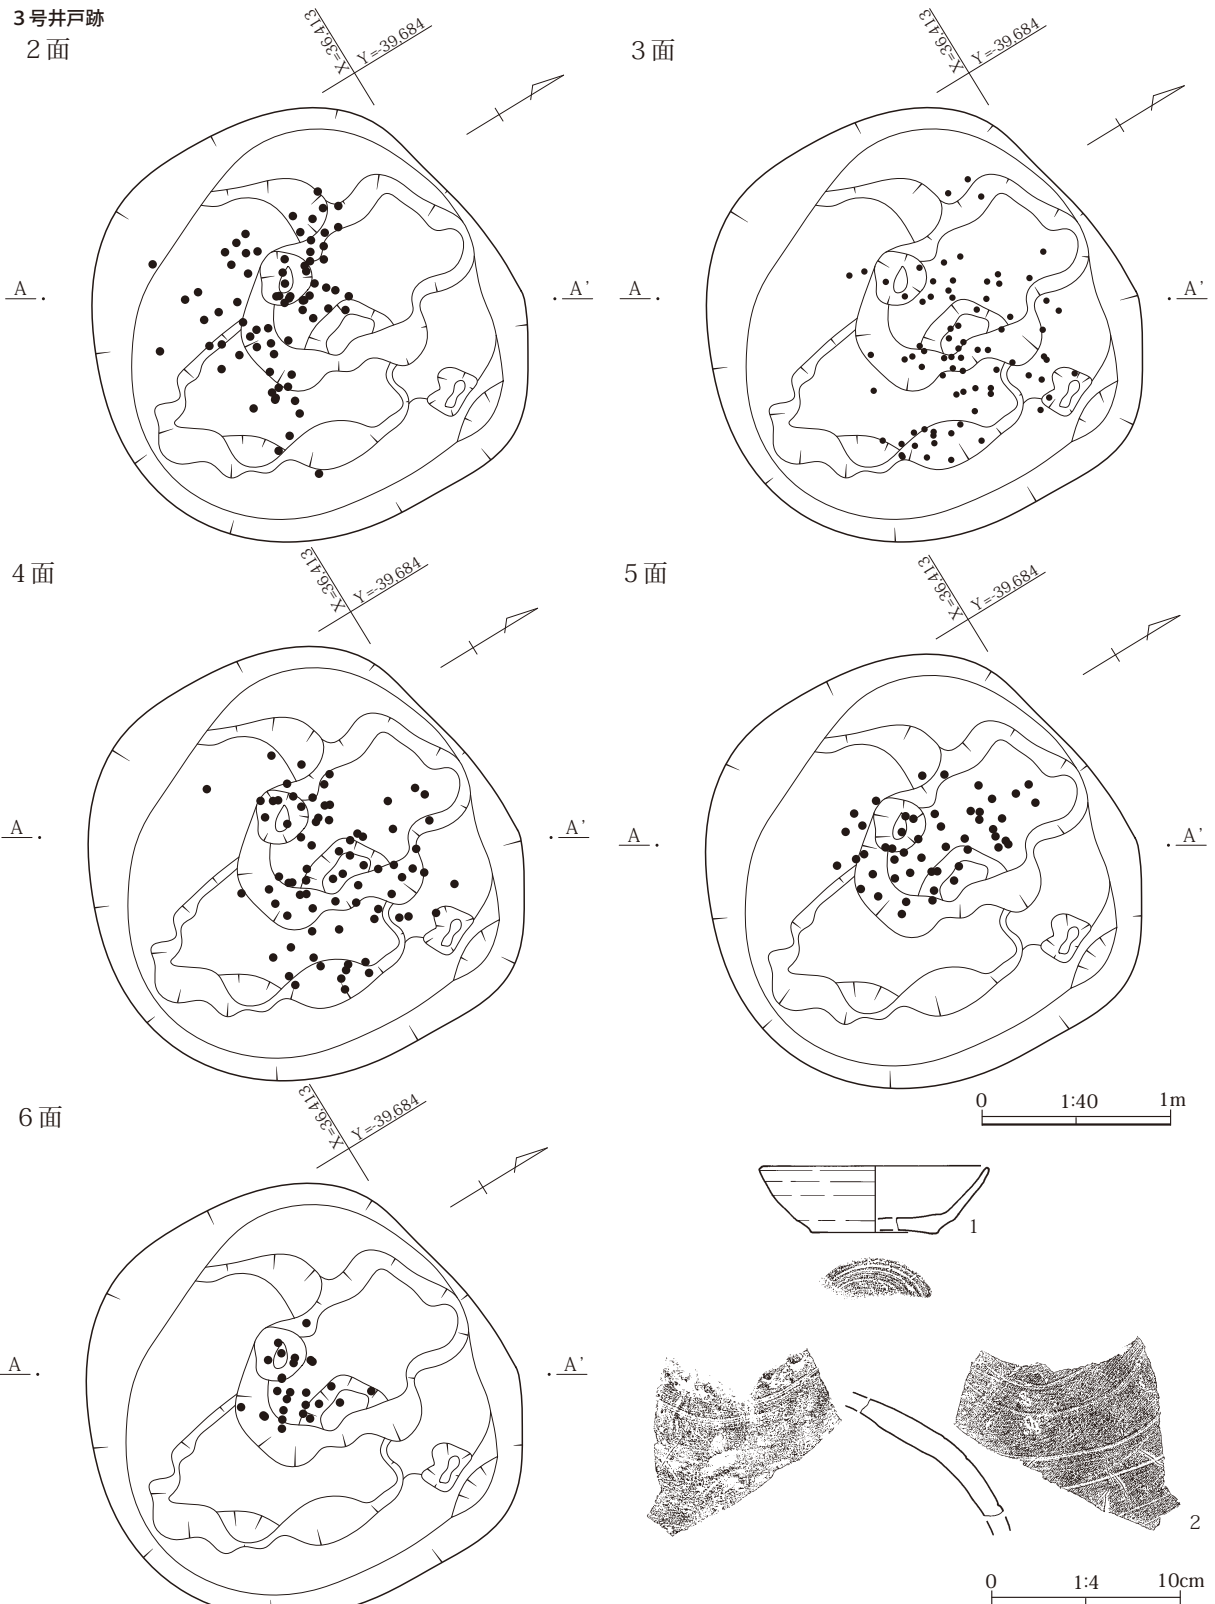 ３号井戸跡
２面
X=36,413
Y=-39,684
A
A'
３面
X=36,413
Y=-39,684
A
A'
４面
X=36,413
Y=-39,684
A
A'
５面
X=36,413
Y=-39,684
A
A'
６面
X=36,413
Y=-39,684
A
A'
0 1:40 1m
1
2
0 1:4 10cm